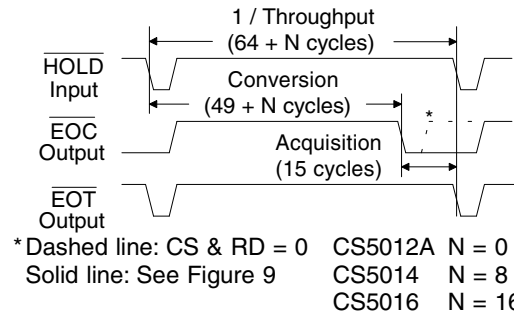 1 / Throughput
(64 + N cycles)
HOLD
Input
Conversion
(49 + N cycles)
*
EOC
Output
Acquisition
(15 cycles)
EOT
Output
*Dashed line: CS & RD = 0 CS5012A N = 0
Solid line: See Figure 9 CS5014 N = 8
CS5016 N = 16